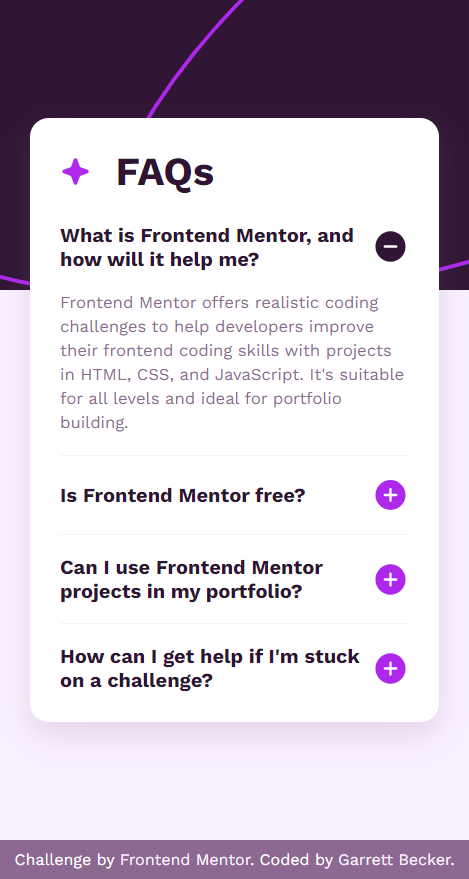 FAQs
What is Frontend Mentor, and
how will it help me?
Frontend Mentor offers realistic coding
challenges to help developers improve
their frontend coding skills with projects
in HTML, CSS, and JavaScript. It's suitable
for all levels and ideal for portfolio
building.
Is Frontend Mentor free?
Can I use Frontend Mentor
projects in my portfolio?
How can I get help if I'm stuck
on a challenge?
Challenge by Frontend Mentor. Coded by Garrett Becker.